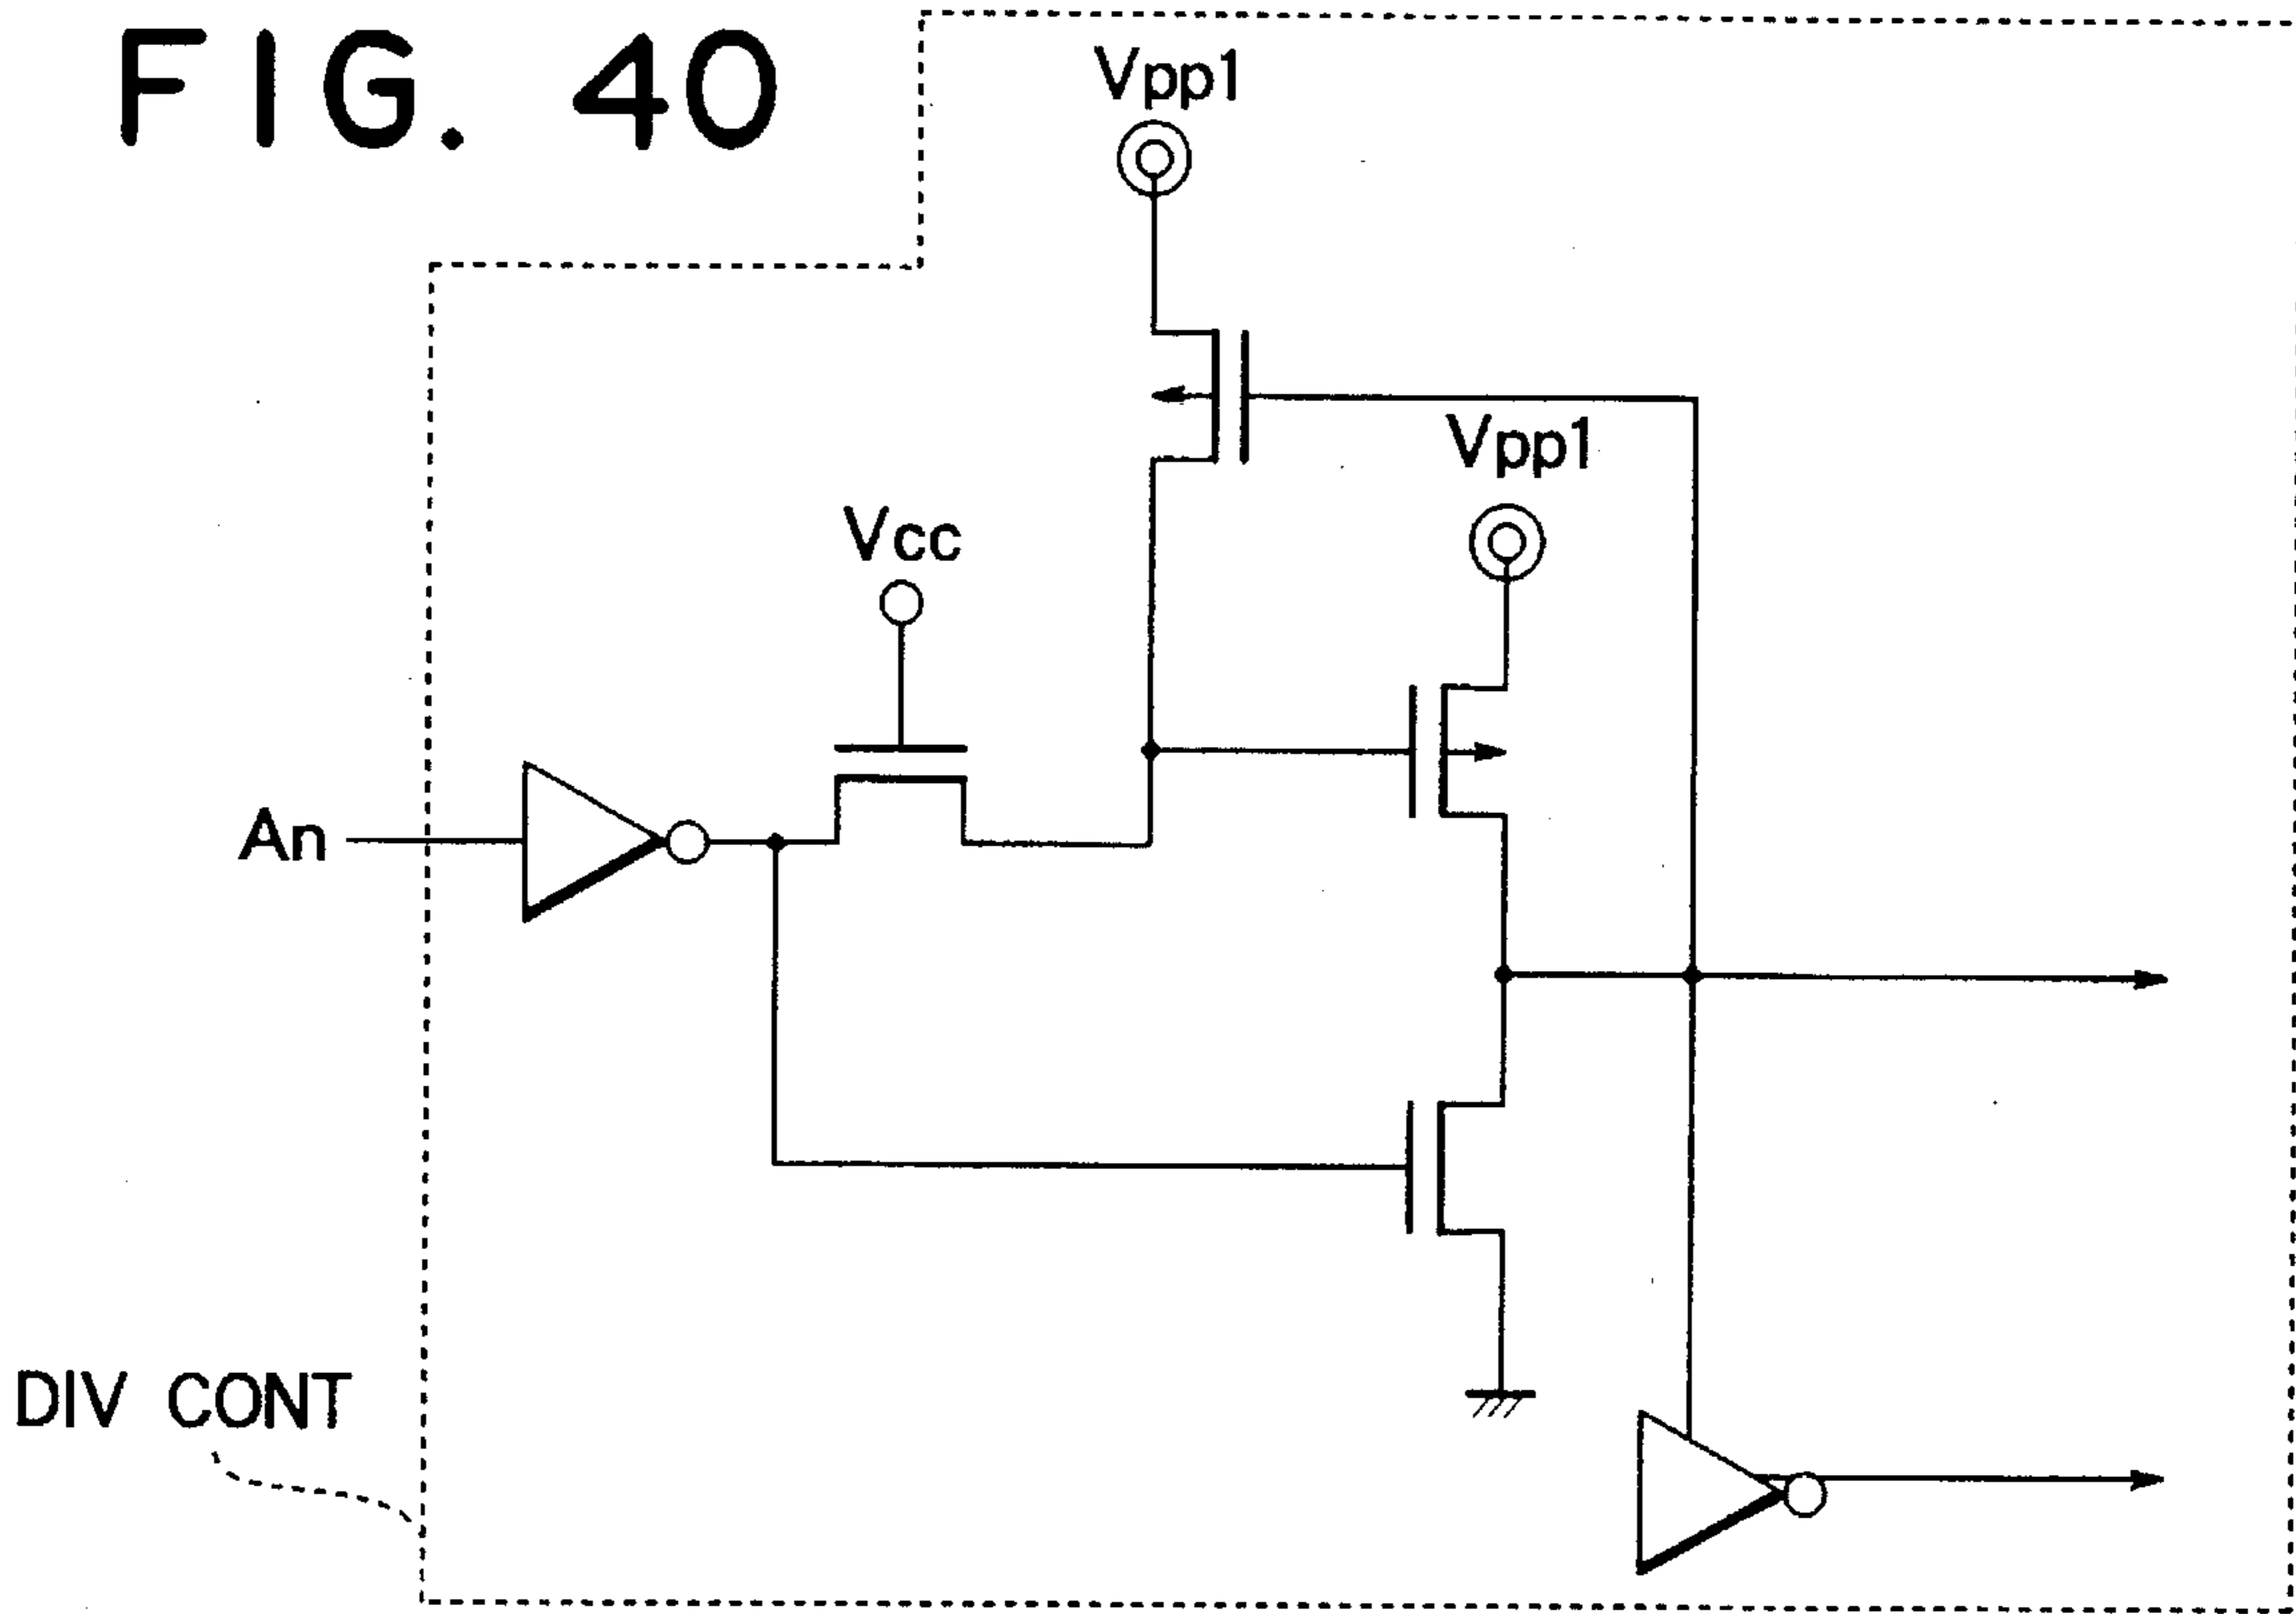 FIG. 40
Vpp1
Vpp1
Vcc
An
DIV CONT